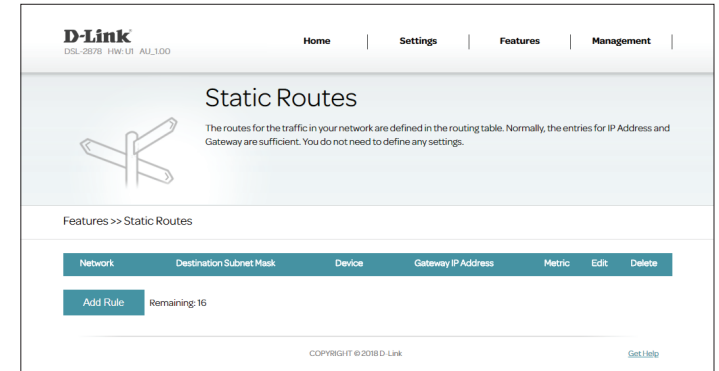 D-Link
DSL-2878 HW: U1 AU_1.00
Home Settings Features Management
Static Routes
The routes for the traffic in your network are defined in the routing table. Normally, the entries for IP Address and
Gateway are sufficient. You do not need to define any settings.
Features >> Static Routes
Network Destination Subnet Mask Device Gateway IP Address Metric Edit Delete
Add Rule Remaining: 16
COPYRIGHT © 2018 D-Link Get Help